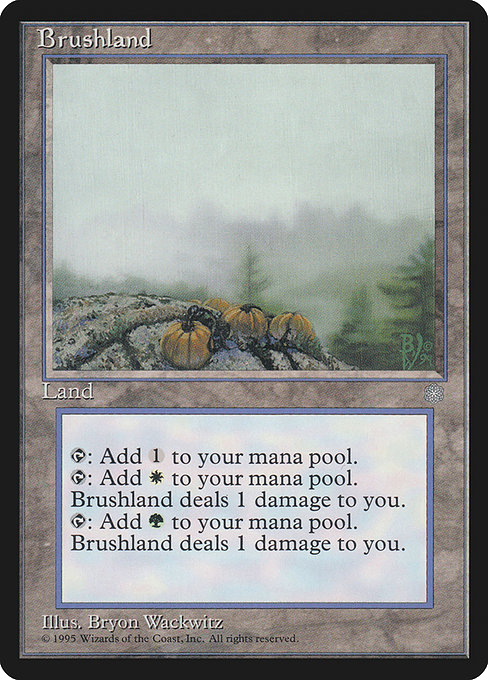 Brushland
Land
: Add 1 to your mana pool.
: Add to your mana pool.
Brushland deals 1 damage to you.
: Add to your mana pool.
Brushland deals 1 damage to you.
Illus. Bryon Wackwitz
© 1995 Wizards of the Coast, Inc. All rights reserved.